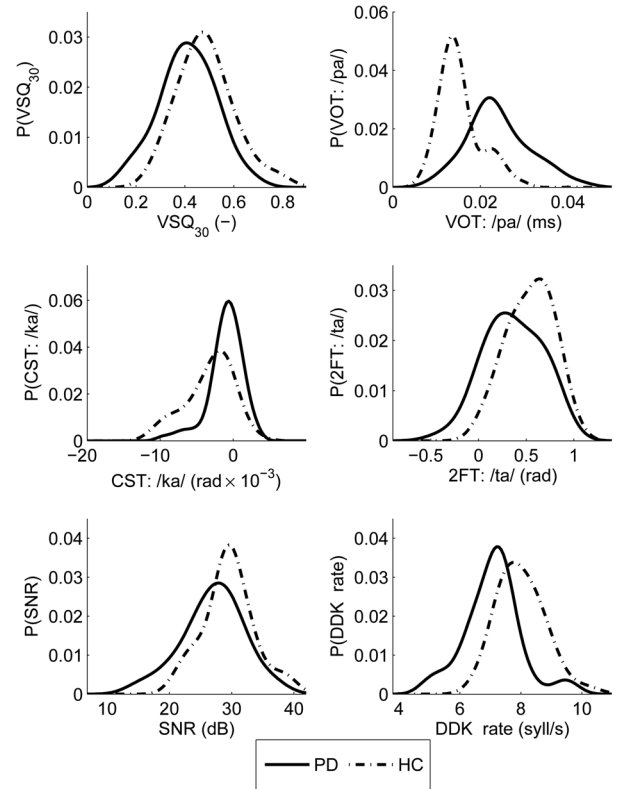 P(VSQ30)
0.03
0.02
0.01
0
0 0.2 0.4 0.6 0.8
VSQ30 (−)
P(VOT: /pa/)
0.06
0.04
0.02
0
0 0.02 0.04
VOT: /pa/ (ms)
P(CST: /ka/)
0.06
0.04
0.02
0
−20 −10 0
CST: /ka/ (rad × 10−3)
P(2FT: /ta/)
0.03
0.02
0.01
0
−0.5 0 0.5 1
2FT: /ta/ (rad)
P(SNR)
0.04
0.03
0.02
0.01
0
10 20 30 40
SNR (dB)
P(DDK rate)
0.04
0.03
0.02
0.01
0
4 6 8 10
DDK rate (syll/s)
PD HC